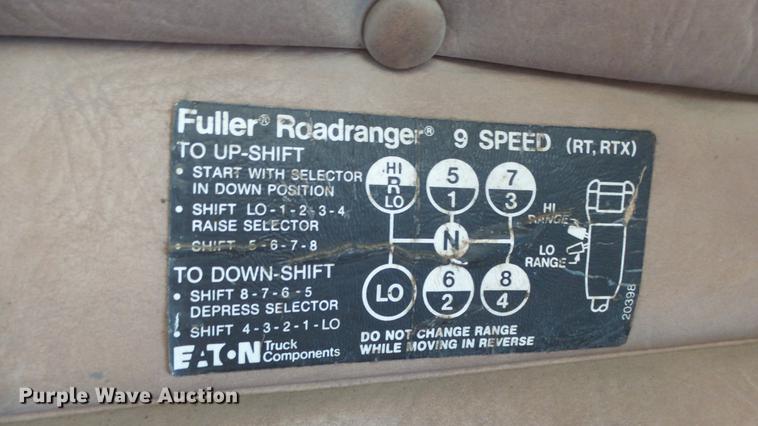 Fuller® Roadranger® 9 SPEED (RT, RTX)
TO UP-SHIFT
• START WITH SELECTOR
IN DOWN POSITION
• SHIFT LO-1-2-3-4
RAISE SELECTOR
• SHIFT 5-6-7-8
TO DOWN-SHIFT
• SHIFT 8-7-6-5
DEPRESS SELECTOR
• SHIFT 4-3-2-1-LO
EATON Truck
Components
HI
R
LO
5
1
7
3
N
LO
6
2
8
4
HI
RANGE
LO
RANGE
DO NOT CHANGE RANGE
WHILE MOVING IN REVERSE
20398
Purple Wave Auction